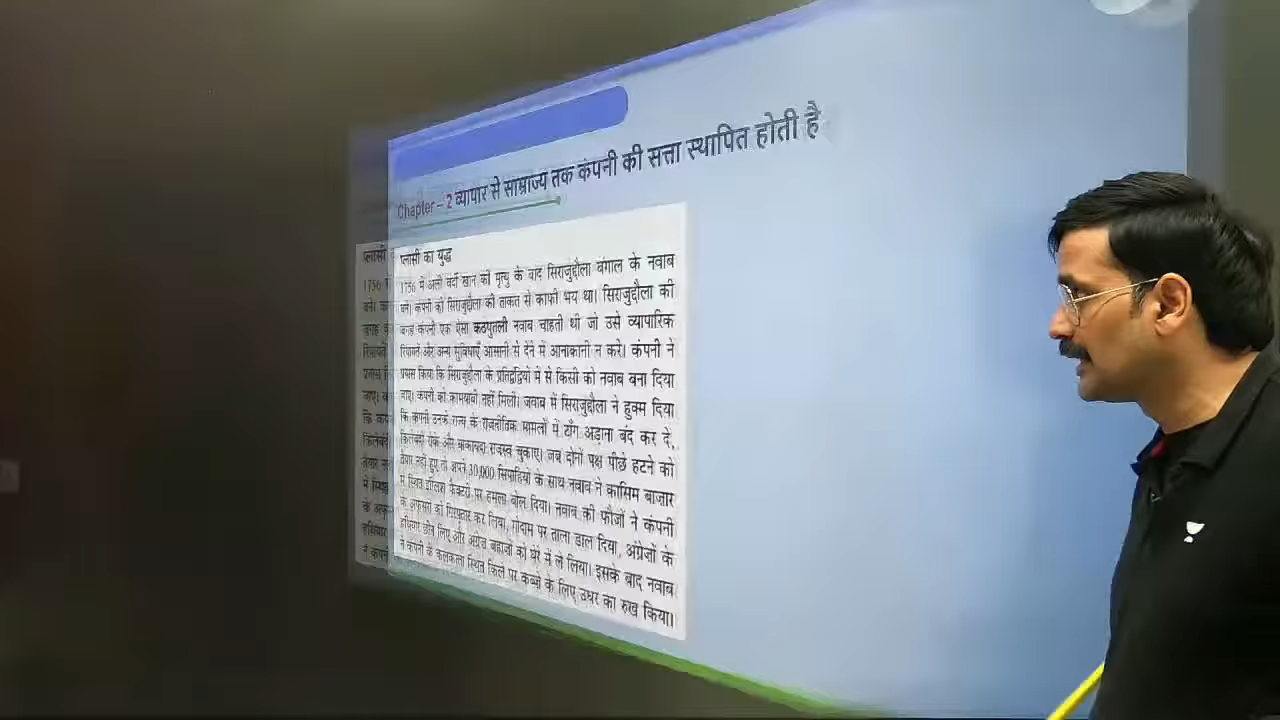 Chapter – 2 व्यापार से साम्राज्य तक कंपनी की सत्ता स्थापित होती है
प्लासी का युद्ध
1756 में अली वर्दी खान की मृत्यु के बाद सिराजुद्दौला बंगाल के नवाब
बने। कंपनी को सिराजुद्दौला की ताकत से काफी भय था। सिराजुद्दौला की
जगह कंपनी एक ऐसा कठपुतली नवाब चाहती थी जो उसे व्यापारिक
रियायतें और अन्य सुविधाएँ आसानी से देने में आनाकानी न करे। कंपनी ने
प्रयास किया कि सिराजुद्दौला के प्रतिद्वंद्वियों में से किसी को नवाब बना दिया
जाए। कंपनी को कामयाबी नहीं मिली। जवाब में सिराजुद्दौला ने हुक्म दिया
कि कंपनी उनके राज्य के राजनीतिक मामलों में टाँग अड़ाना बंद कर दे,
किलेबंदी रोके और बाकायदा राजस्व चुकाए। जब दोनों पक्ष पीछे हटने को
तैयार नहीं हुए तो अपने 30,000 सिपाहियों के साथ नवाब ने कासिम बाजार
में स्थित इंग्लिश फैक्टरी पर हमला बोल दिया। नवाब की फौजों ने कंपनी
के अफसरों को गिरफ्तार कर लिया, गोदाम पर ताला डाल दिया, अंग्रेजों के
हथियार छीन लिए और अंग्रेज जहाजों को घेरे में ले लिया। इसके बाद नवाब
ने कंपनी के कलकत्ता स्थित किले पर कब्जे के लिए उधर का रुख किया।